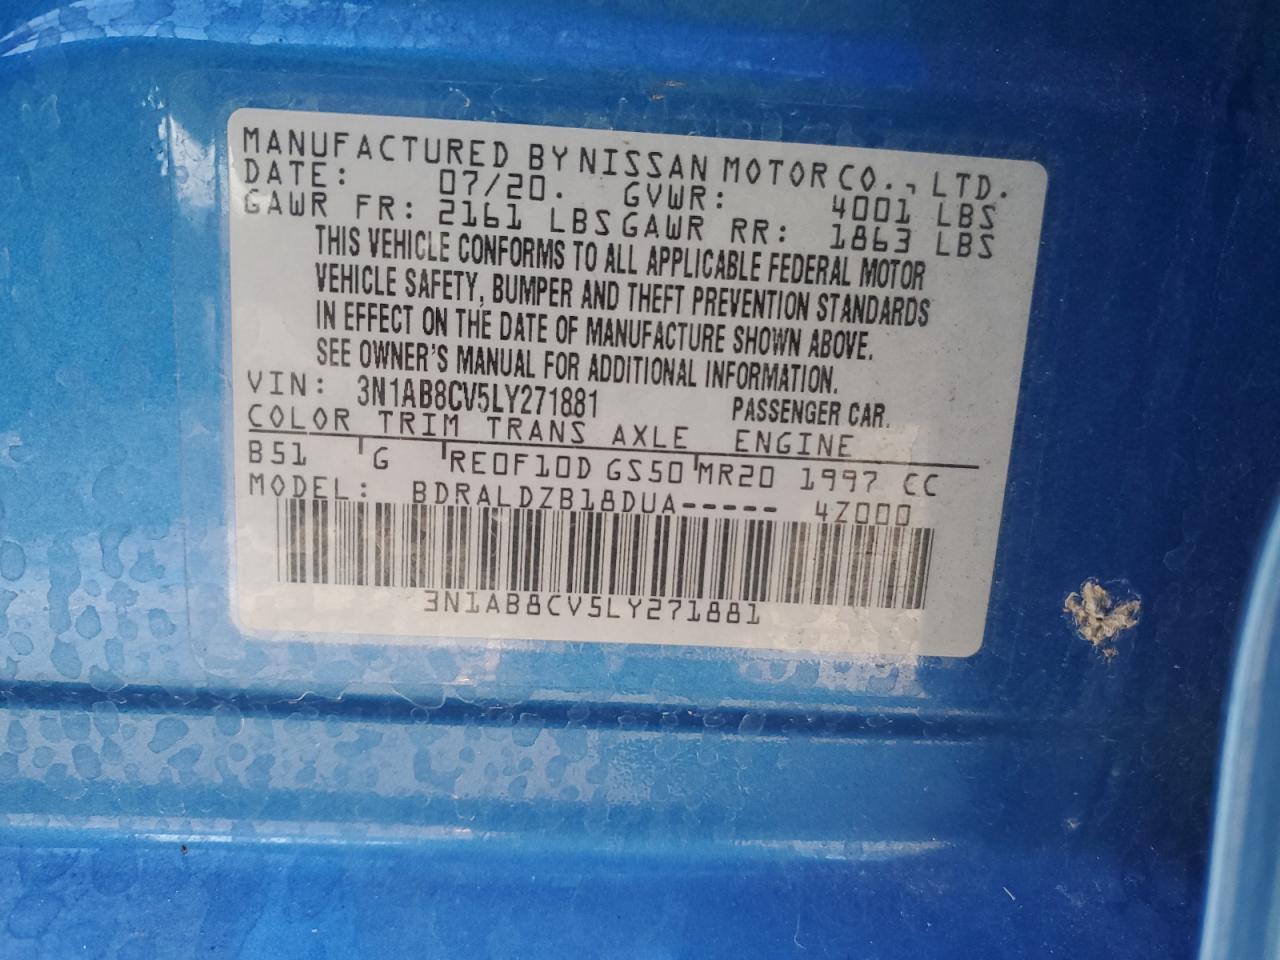 MANUFACTURED BY NISSAN MOTOR CO., LTD.
DATE: 07/20. GVWR: 4001 LBS
GAWR FR: 2161 LBS GAWR RR: 1863 LBS
THIS VEHICLE CONFORMS TO ALL APPLICABLE FEDERAL MOTOR
VEHICLE SAFETY, BUMPER AND THEFT PREVENTION STANDARDS
IN EFFECT ON THE DATE OF MANUFACTURE SHOWN ABOVE.
SEE OWNER'S MANUAL FOR ADDITIONAL INFORMATION.
VIN: 3N1AB8CV5LY271881 PASSENGER CAR.
COLOR TRIM TRANS AXLE ENGINE
B51 G RE0F10D GS50 MR20 1997 CC
MODEL: BDRALDZB18DUA----- 4Z000
3N1AB8CV5LY271881